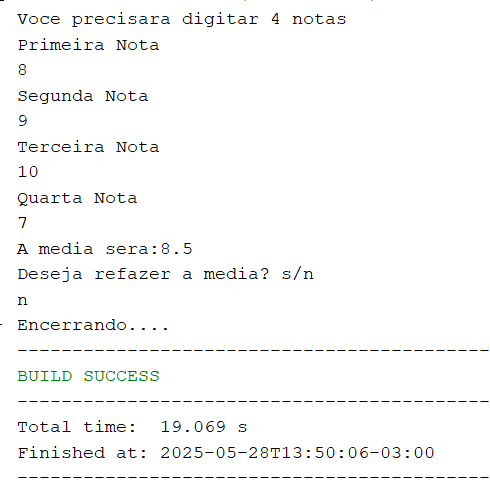 Voce precisara digitar 4 notas
Primeira Nota
8
Segunda Nota
9
Terceira Nota
10
Quarta Nota
7
A media sera:8.5
Deseja refazer a media? s/n
n
Encerrando....
-------------------------------------------
BUILD SUCCESS
-------------------------------------------
Total time:  19.069 s
Finished at: 2025-05-28T13:50:06-03:00
-------------------------------------------